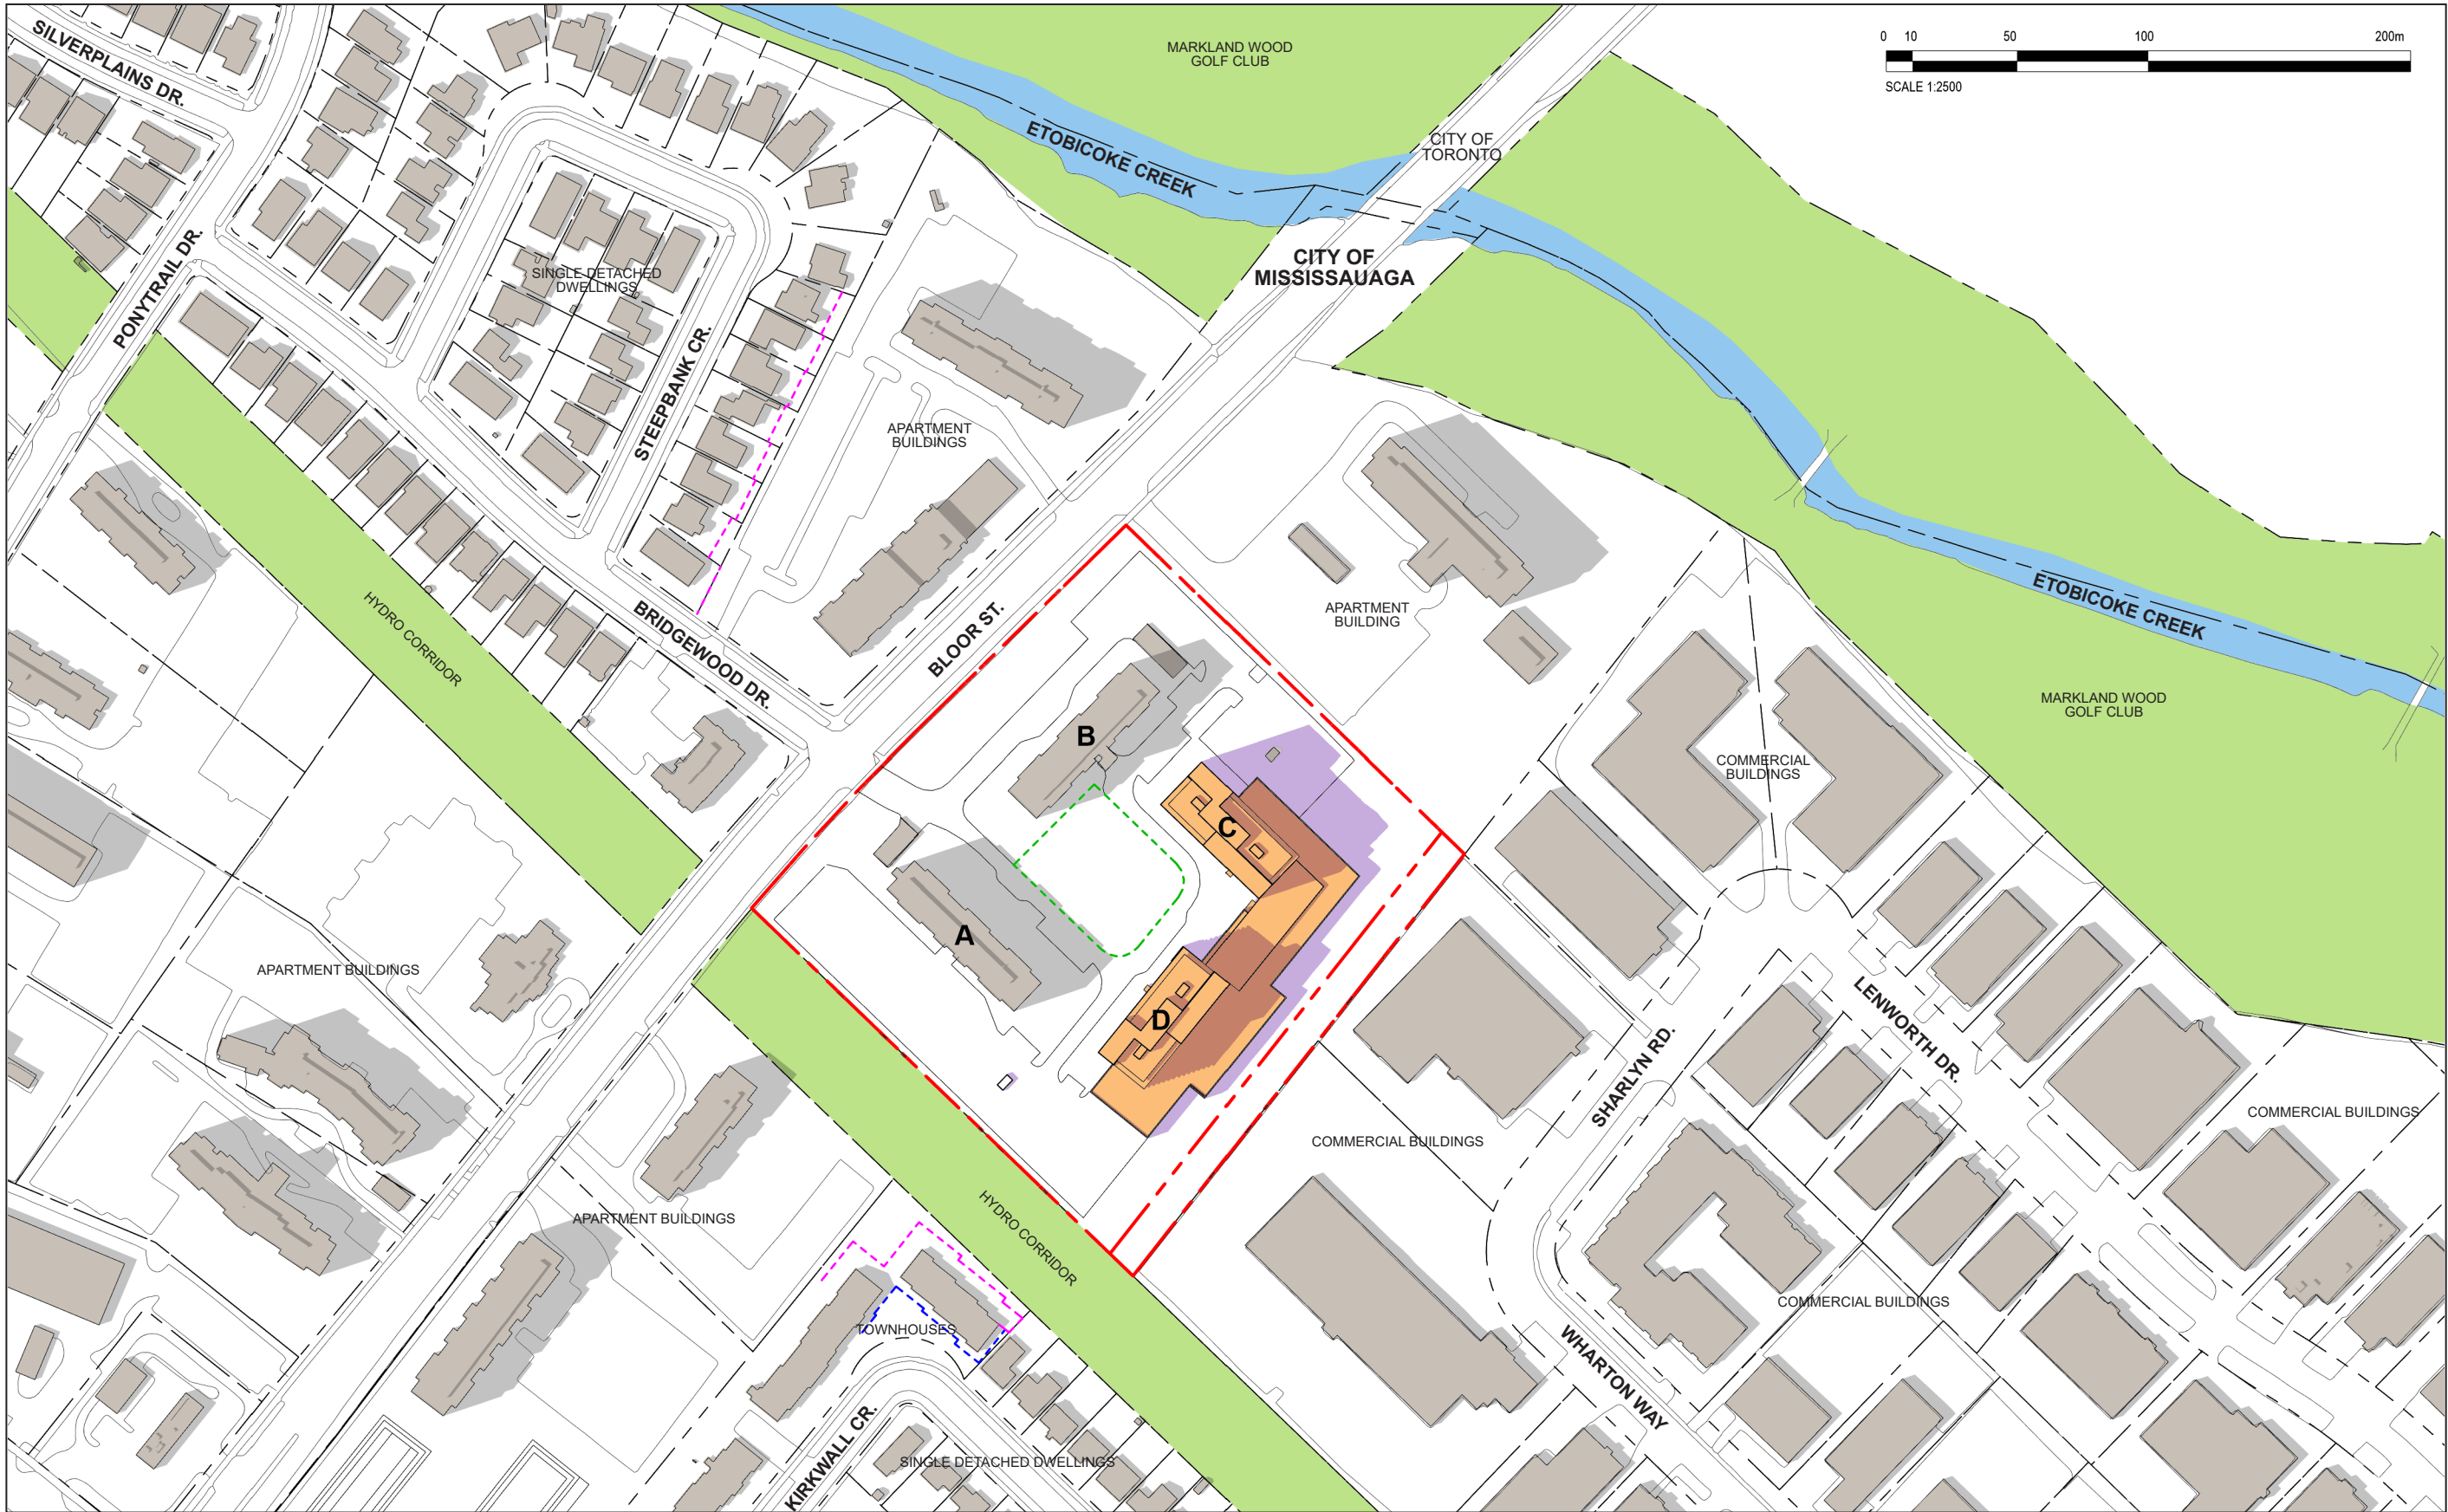 SILVERPLAINS DR.
MARKLAND WOOD
GOLF CLUB
0 10 50 100 200m
SCALE 1:2500
ETOBICOKE CREEK
CITY OF
TORONTO
CITY OF
MISSISSAUAGA
PONYTRAIL DR.
SINGLE DETACHED
DWELLINGS
STEEPBANK CR.
APARTMENT
BUILDINGS
HYDRO CORRIDOR
BRIDGEWOOD DR.
BLOOR ST.
APARTMENT
BUILDING
ETOBICOKE CREEK
MARKLAND WOOD
GOLF CLUB
COMMERCIAL
BUILDINGS
B
C
A
D
APARTMENT BUILDINGS
LENWORTH DR.
SHARLYN RD.
COMMERCIAL BUILDINGS
COMMERCIAL BUILDINGS
APARTMENT BUILDINGS
HYDRO CORRIDOR
TOWNHOUSES
COMMERCIAL BUILDINGS
WHARTON WAY
KIRKWALL CR.
SINGLE DETACHED DWELLINGS